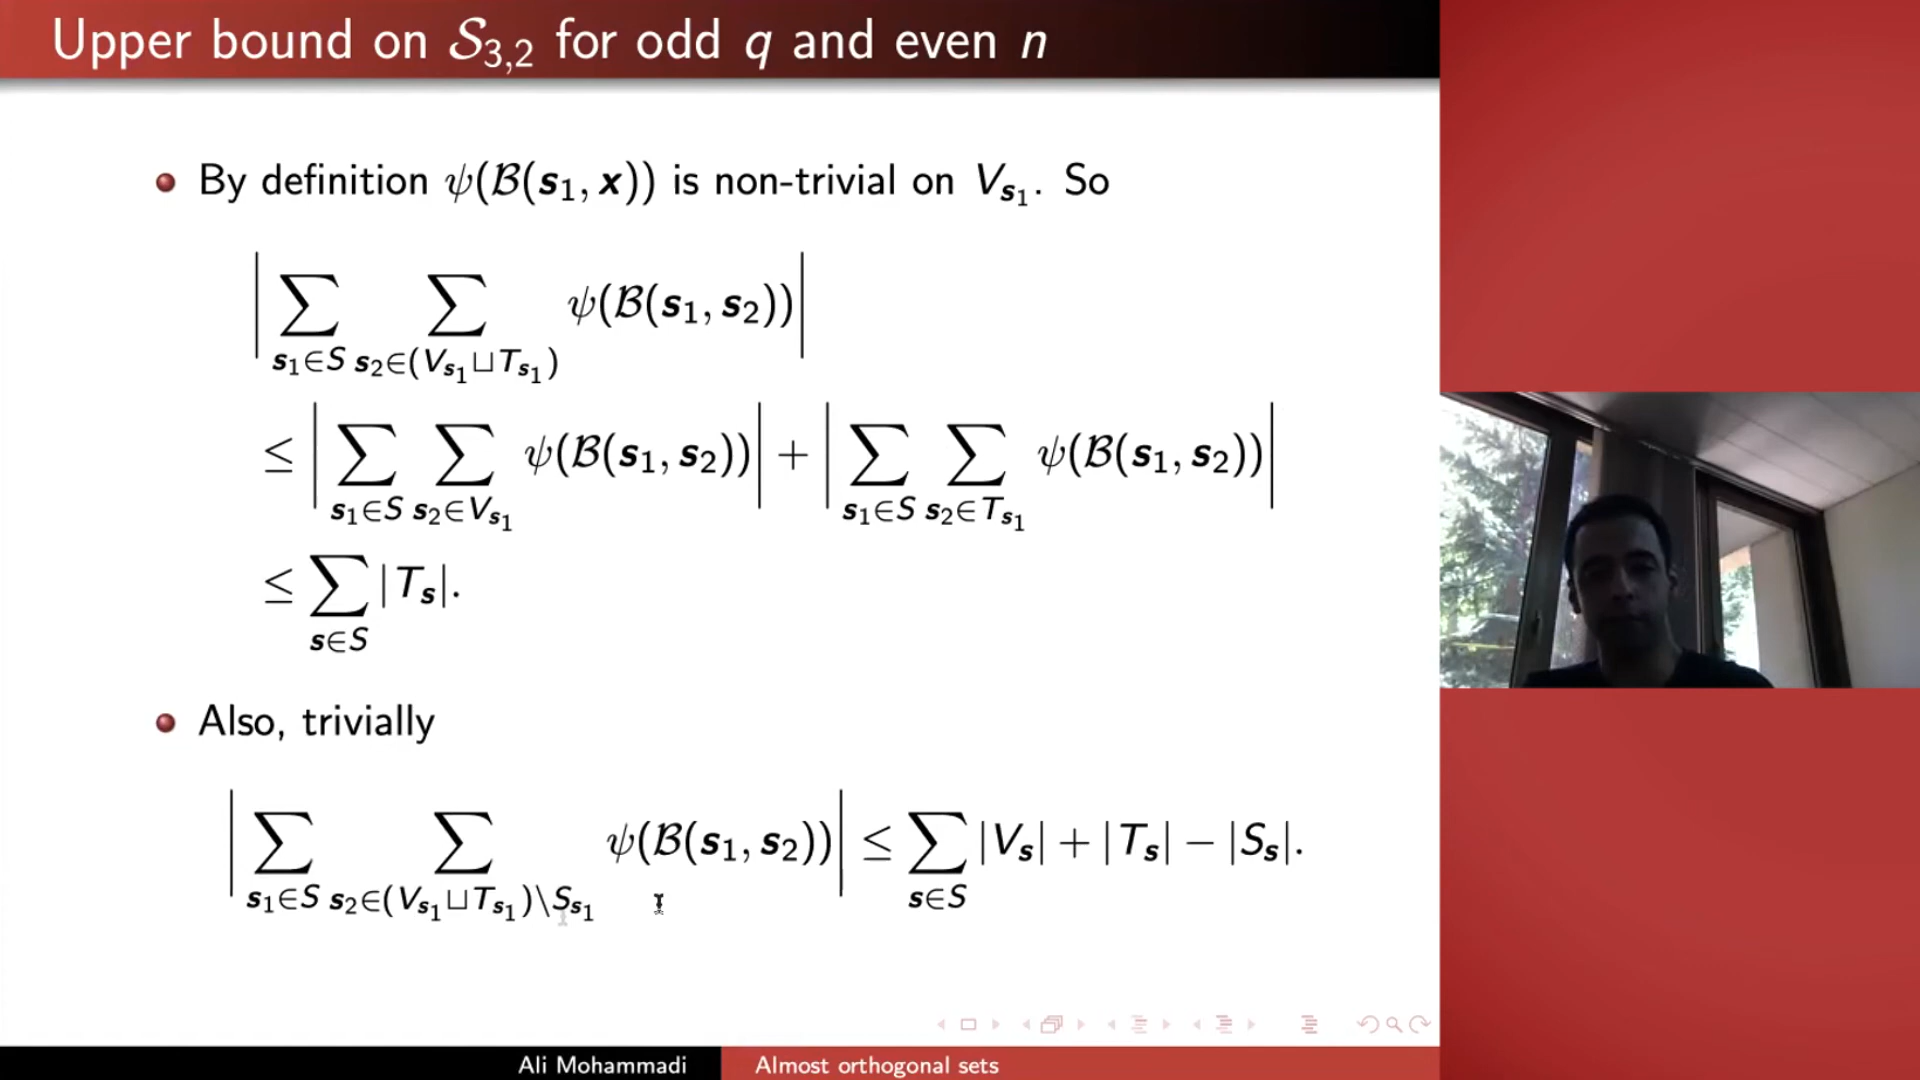 Upper bound on 𝒮₃,₂ for odd q and even n
By definition ψ(ℬ(s₁, x)) is non-trivial on V_{s₁}. So
|∑_{s₁∈S} ∑_{s₂∈(V_{s₁}⊔T_{s₁})} ψ(ℬ(s₁, s₂))|
≤ |∑_{s₁∈S} ∑_{s₂∈V_{s₁}} ψ(ℬ(s₁, s₂))| + |∑_{s₁∈S} ∑_{s₂∈T_{s₁}} ψ(ℬ(s₁, s₂))|
≤ ∑_{s∈S} |T_s|.
Also, trivially
|∑_{s₁∈S} ∑_{s₂∈(V_{s₁}⊔T_{s₁})\S_{s₁}} ψ(ℬ(s₁, s₂))| ≤ ∑_{s∈S} |V_s| + |T_s| − |S_s|.
Ali Mohammadi
Almost orthogonal sets